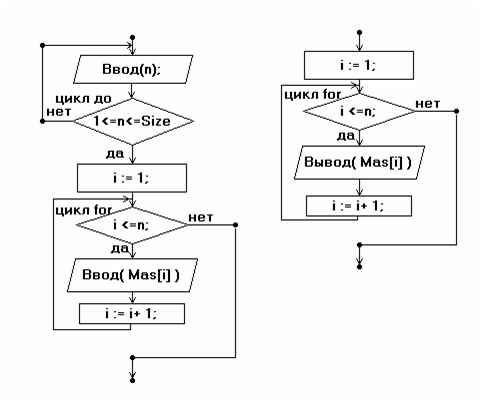 Ввод(n);
цикл до
нет
1<=n<=Size
да
i := 1;
цикл for
i <=n;
нет
да
Ввод( Mas[i] )
i := i+ 1;
i := 1;
цикл for
i <=n;
нет
да
Вывод( Mas[i] )
i := i+ 1;